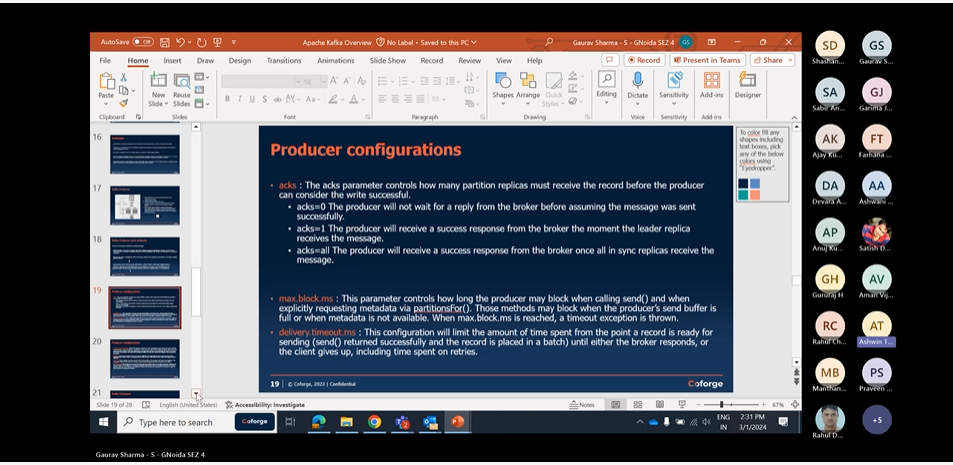 AutoSave Off
Apache Kafka Overview No Label • Saved to this PC
Gaurav Sharma - S - GNoida SEZ 4 GS
File Home Insert Draw Design Transitions Animations Slide Show Record Review View Help
Record Present in Teams Share
Paste New Slide Reuse Slides
Shapes Arrange Quick Styles Editing Dictate Sensitivity Add-ins Designer
Clipboard Slides Font Paragraph Drawing Voice Sensitivity Add-ins
16
17
18
19
20
21
Producer configurations
• acks : The acks parameter controls how many partition replicas must receive the record before the producer
can consider the write successful.
• acks=0 The producer will not wait for a reply from the broker before assuming the message was sent
successfully.
• acks=1 The producer will receive a success response from the broker the moment the leader replica
receives the message.
• acks=all The producer will receive a success response from the broker once all in sync replicas receive the
message.
• max.block.ms : This parameter controls how long the producer may block when calling send() and when
explicitly requesting metadata via partitionsFor(). Those methods may block when the producer's send buffer is
full or when metadata is not available. When max.block.ms is reached, a timeout exception is thrown.
• delivery.timeout.ms : This configuration will limit the amount of time spent from the point a record is ready for
sending (send() returned successfully and the record is placed in a batch) until either the broker responds, or
the client gives up, including time spent on retries.
19 | © Coforge, 2023 | Confidential
Coforge
To color fill any
shapes including
text boxes, pick
any of the below
colors using
"Eyedropper".
Slide 19 of 26 English (United States) Accessibility: Investigate Notes 67%
Type here to search Coforge
ENG
IN
2:31 PM
3/1/2024
SD
Shashan...
GS
Gaurav S...
SA
Sabir An...
GJ
Garima J...
AK
Ajay Ku...
FT
Farhana ...
DA
Devara A...
AA
Ashwani ...
AP
Anuj Ku...
Satish D...
GH
Gururaj H
AV
Aman Vij...
RC
Rahul Ch...
AT
Ashwin T...
MB
Manthan...
PS
Praveen ...
Rahul D...
+5
Gaurav Sharma - S - GNoida SEZ 4